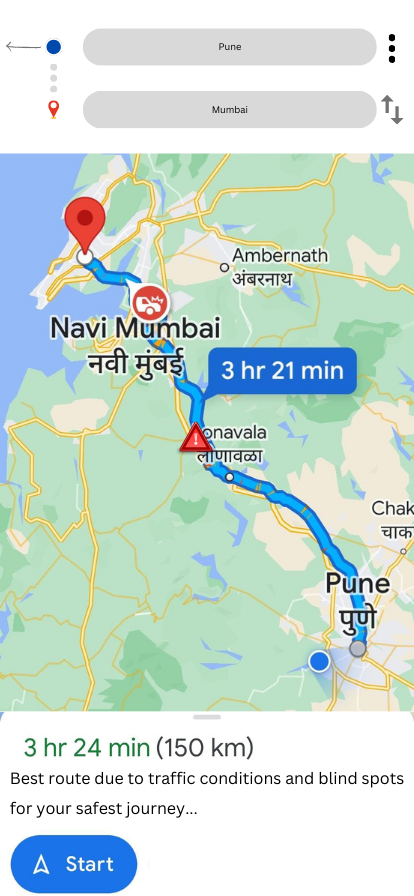 Pune
Mumbai
Ambernath
अंबरनाथ
Navi Mumbai
नवी मुंबई
3 hr 21 min
onavala
लोणावळा
Chak
चाक
Pune
पुणे
3 hr 24 min (150 km)
Best route due to traffic conditions and blind spots
for your safest journey...
Start